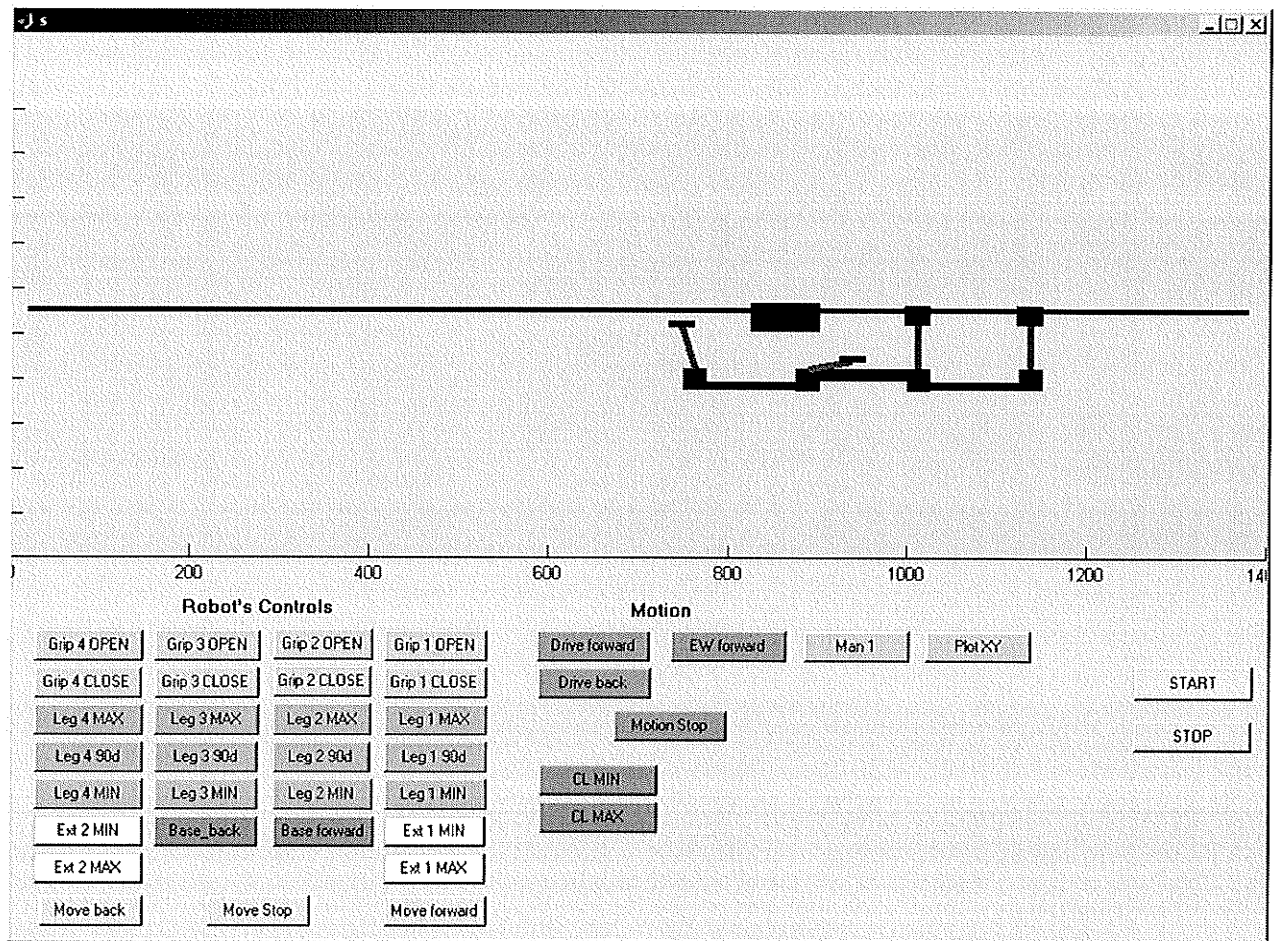 s
200 400 600 800 1000 1200 14
Robot's Controls Motion
Grip 4 OPEN Grip 3 OPEN Grip 2 OPEN Grip 1 OPEN Drive forward EW forward Man 1 Plot XY
Grip 4 CLOSE Grip 3 CLOSE Grip 2 CLOSE Grip 1 CLOSE Drive back START
Leg 4 MAX Leg 3 MAX Leg 2 MAX Leg 1 MAX Motion Stop STOP
Leg 4 90d Leg 3 90d Leg 2 90d Leg 1 90d
Leg 4 MIN Leg 3 MIN Leg 2 MIN Leg 1 MIN CL MIN
Ext 2 MIN Base_back Base forward Ext 1 MIN CL MAX
Ext 2 MAX Ext 1 MAX
Move back Move Stop Move forward